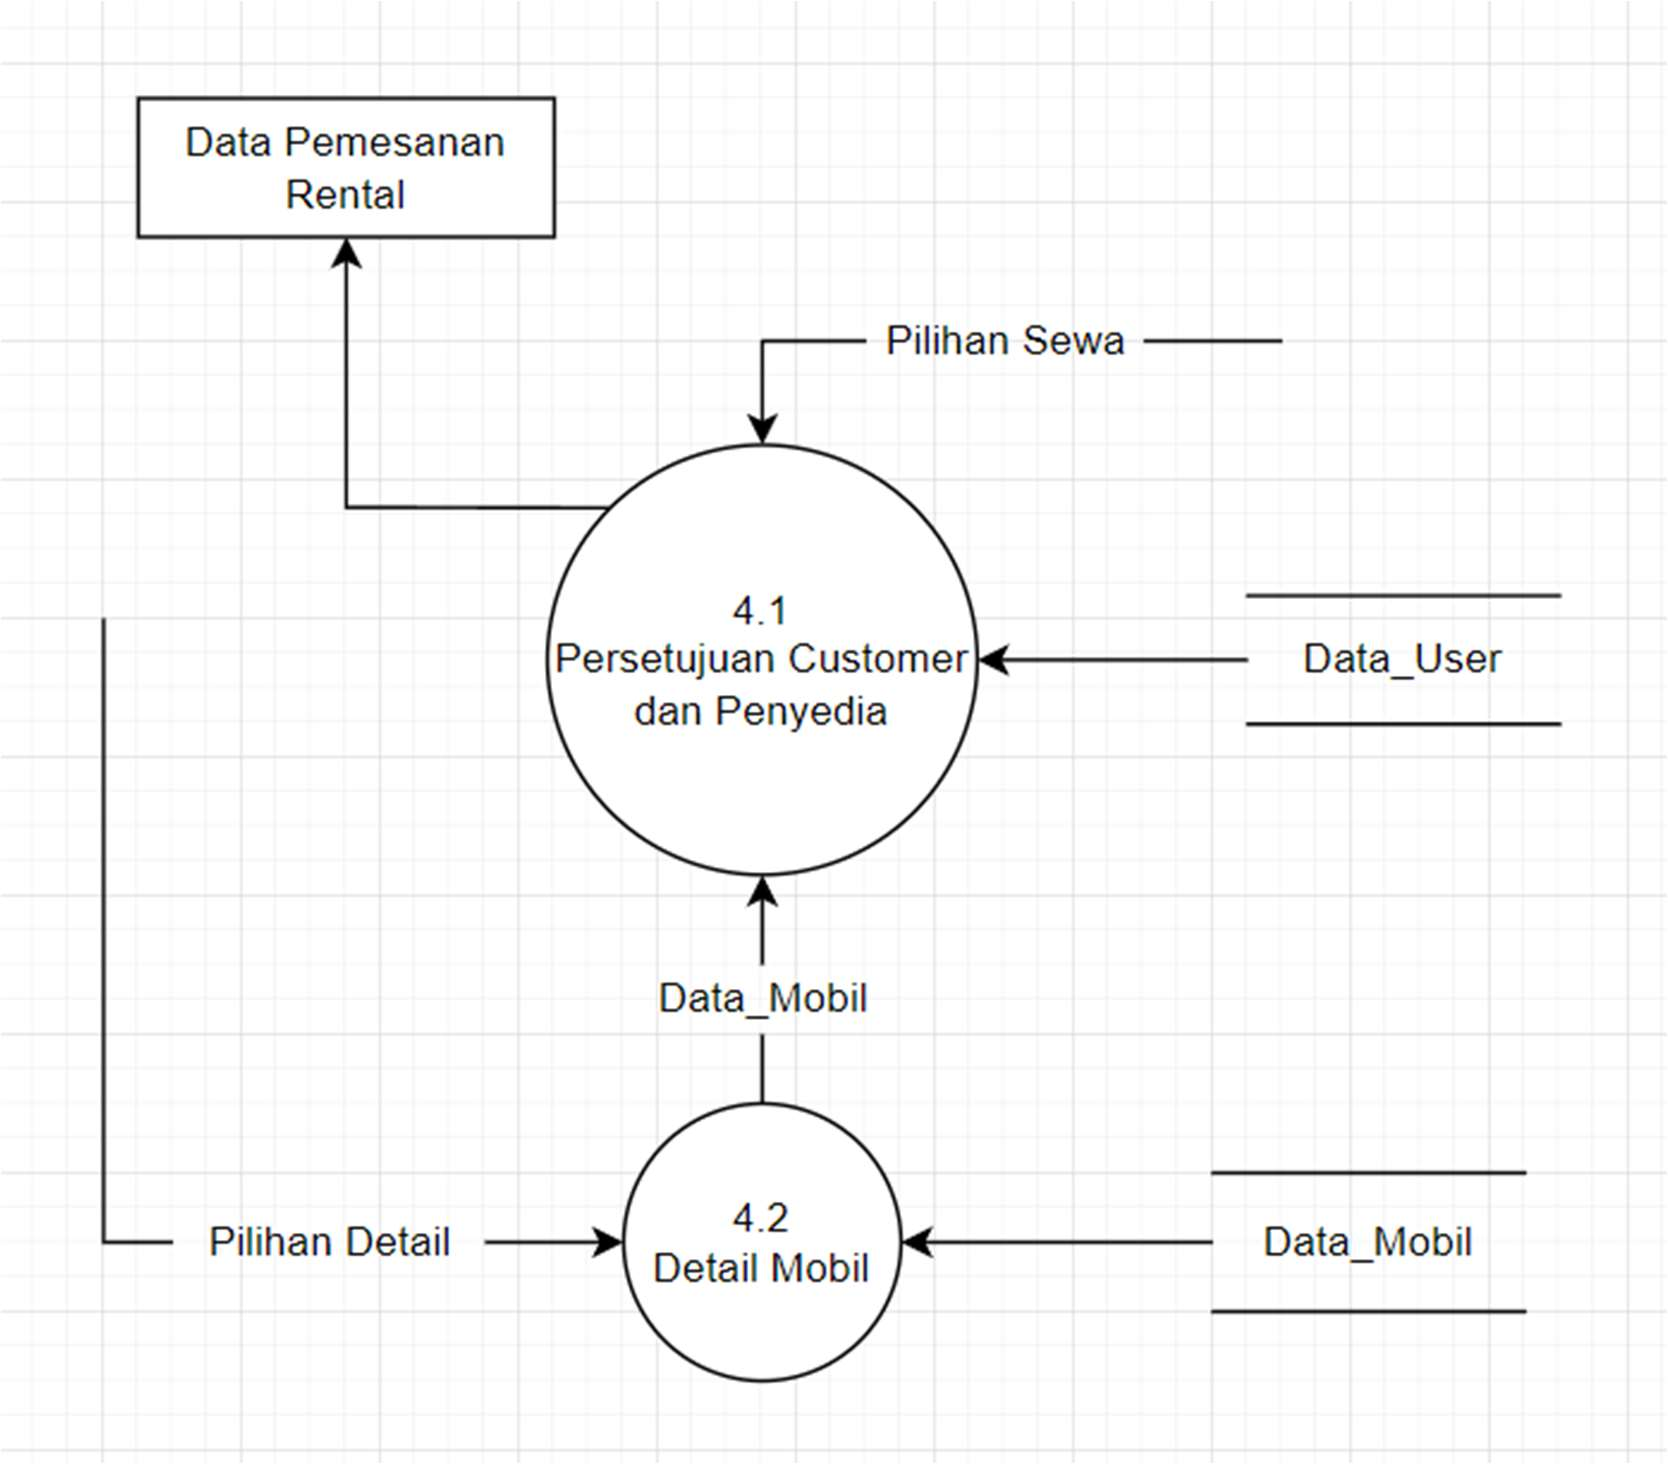 Data Pemesanan
Rental
Pilihan Sewa
4.1
Persetujuan Customer
dan Penyedia
Data_User
Data_Mobil
Pilihan Detail
4.2
Detail Mobil
Data_Mobil